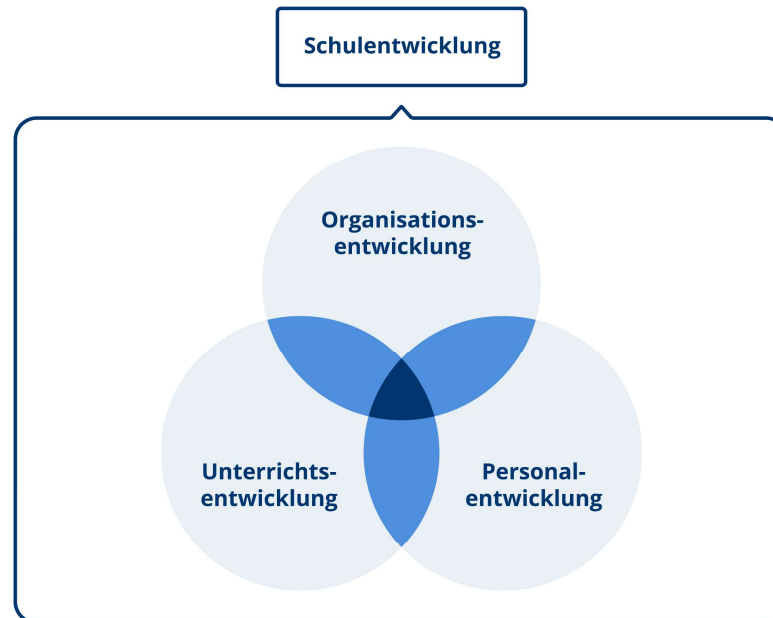 Schulentwicklung
Organisations-
entwicklung
Unterrichts-
entwicklung
Personal-
entwicklung